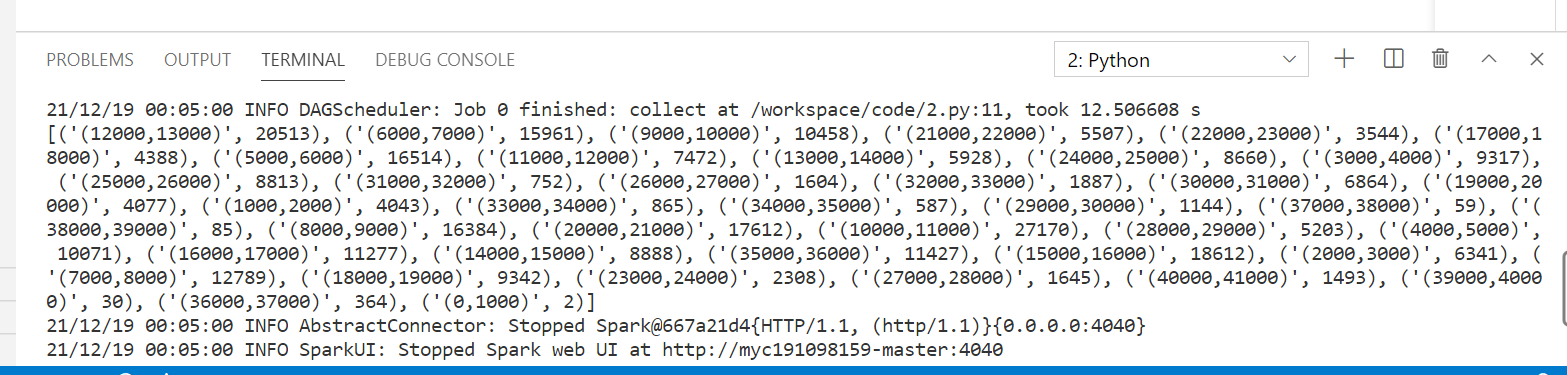 PROBLEMS OUTPUT TERMINAL DEBUG CONSOLE 2: Python
21/12/19 00:05:00 INFO DAGScheduler: Job 0 finished: collect at /workspace/code/2.py:11, took 12.506608 s
[('(12000,13000)', 20513), ('(6000,7000)', 15961), ('(9000,10000)', 10458), ('(21000,22000)', 5507), ('(22000,23000)', 3544), ('(17000,1
8000)', 4388), ('(5000,6000)', 16514), ('(11000,12000)', 7472), ('(13000,14000)', 5928), ('(24000,25000)', 8660), ('(3000,4000)', 9317),
('(25000,26000)', 8813), ('(31000,32000)', 752), ('(26000,27000)', 1604), ('(32000,33000)', 1887), ('(30000,31000)', 6864), ('(19000,20
000)', 4077), ('(1000,2000)', 4043), ('(33000,34000)', 865), ('(34000,35000)', 587), ('(29000,30000)', 1144), ('(37000,38000)', 59), ('(
38000,39000)', 85), ('(8000,9000)', 16384), ('(20000,21000)', 17612), ('(10000,11000)', 27170), ('(28000,29000)', 5203), ('(4000,5000)',
10071), ('(16000,17000)', 11277), ('(14000,15000)', 8888), ('(35000,36000)', 11427), ('(15000,16000)', 18612), ('(2000,3000)', 6341), (
'(7000,8000)', 12789), ('(18000,19000)', 9342), ('(23000,24000)', 2308), ('(27000,28000)', 1645), ('(40000,41000)', 1493), ('(39000,4000
0)', 30), ('(36000,37000)', 364), ('(0,1000)', 2)]
21/12/19 00:05:00 INFO AbstractConnector: Stopped Spark@667a21d4{HTTP/1.1, (http/1.1)}{0.0.0.0:4040}
21/12/19 00:05:00 INFO SparkUI: Stopped Spark web UI at http://myc191098159-master:4040